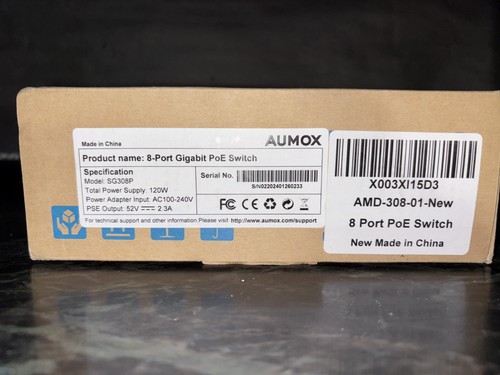 Made in China
AUMOX
Product name: 8-Port Gigabit PoE Switch
Specification
Model: SG308P
Total Power Supply: 120W
Power Adapter Input: AC100-240V
PSE Output: 52V ⎓ 2.3A
Serial No.
S/N02202401260233
FC CE
For technical support and other information,Please visit http://www.aumox.com/support
X003XI15D3
AMD-308-01-New
8 Port PoE Switch
New Made in China